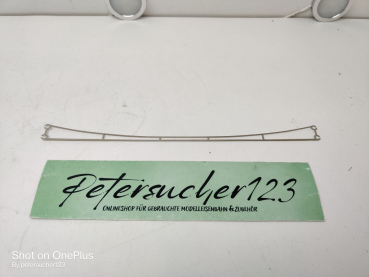 Petersucher123
ONLINESHOP FÜR GEBRAUCHTE MODELLEISENBAHN & ZUBEHÖR
Shot on OnePlus
By petersucher123